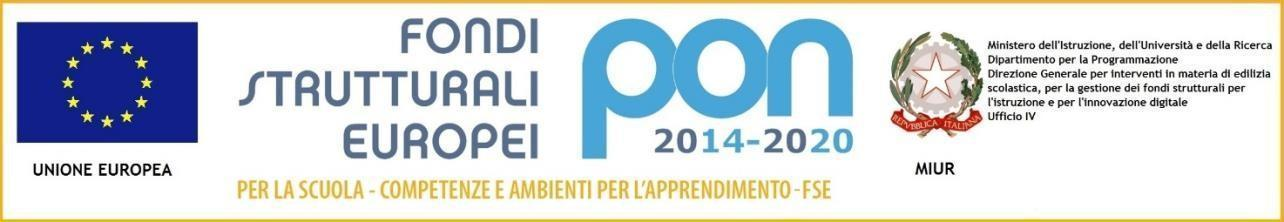 UNIONE EUROPEA
FONDI
STRUTTURALI
EUROPEI
pon
2014-2020
PER LA SCUOLA - COMPETENZE E AMBIENTI PER L'APPRENDIMENTO-FSE
REPVBBLICA ITALIANA
MIUR
Ministero dell'Istruzione, dell'Università e della Ricerca
Dipartimento per la Programmazione
Direzione Generale per interventi in materia di edilizia
scolastica, per la gestione dei fondi strutturali per
l'istruzione e per l'innovazione digitale
Ufficio IV